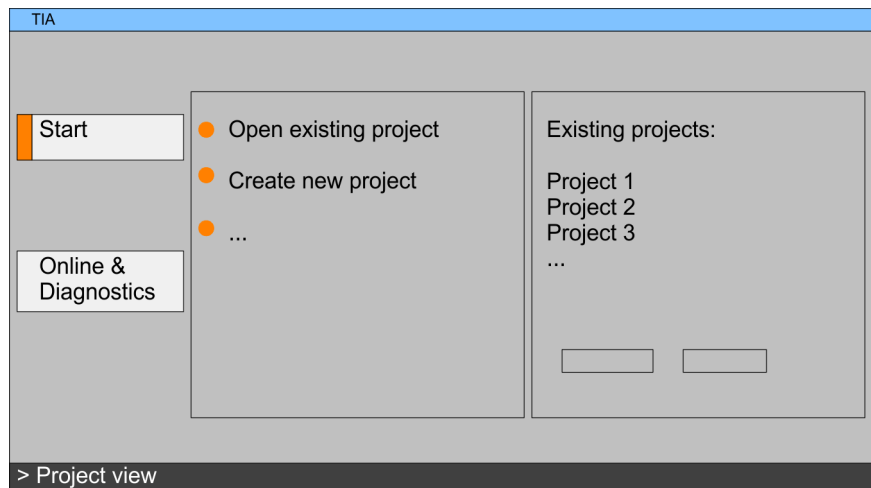 TIA
Start
Online &
Diagnostics
Open existing project
Create new project
...
Existing projects:
Project 1
Project 2
Project 3
...
> Project view